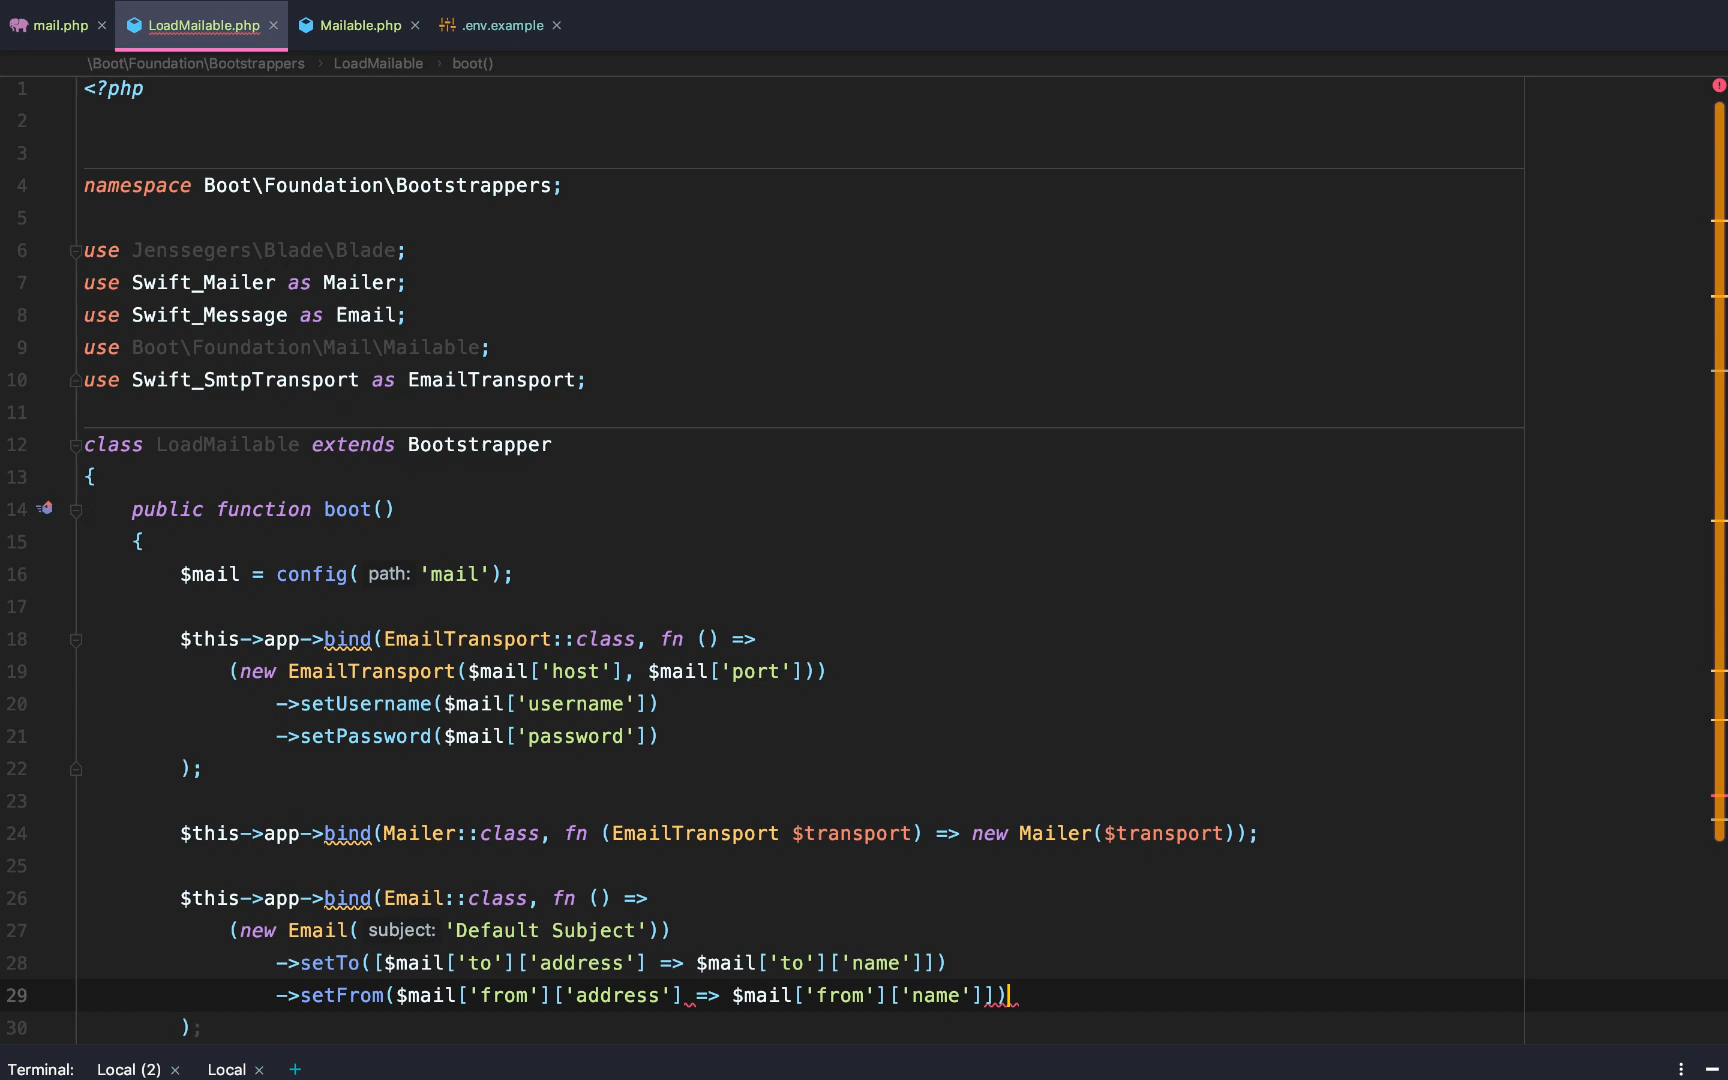 mail.php × LoadMailable.php × Mailable.php × .env.example ×
\Boot\Foundation\Bootstrappers › LoadMailable › boot()
1 <?php
2
3
4 namespace Boot\Foundation\Bootstrappers;
5
6 use Jenssegers\Blade\Blade;
7 use Swift_Mailer as Mailer;
8 use Swift_Message as Email;
9 use Boot\Foundation\Mail\Mailable;
10 use Swift_SmtpTransport as EmailTransport;
11
12 class LoadMailable extends Bootstrapper
13 {
14 public function boot()
15 {
16 $mail = config( path: 'mail');
17
18 $this->app->bind(EmailTransport::class, fn () =>
19 (new EmailTransport($mail['host'], $mail['port']))
20 ->setUsername($mail['username'])
21 ->setPassword($mail['password'])
22 );
23
24 $this->app->bind(Mailer::class, fn (EmailTransport $transport) => new Mailer($transport));
25
26 $this->app->bind(Email::class, fn () =>
27 (new Email( subject: 'Default Subject'))
28 ->setTo([$mail['to']['address'] => $mail['to']['name']])
29 ->setFrom($mail['from']['address'] => $mail['from']['name']])
30 );
Terminal: Local (2) × Local × +